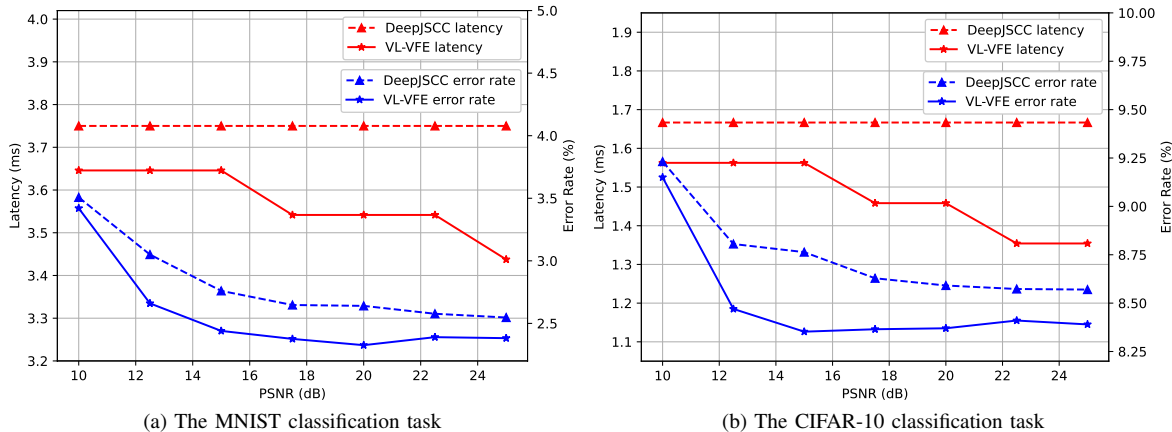 4.0
3.9
3.8
3.7
3.6
3.5
3.4
3.3
3.2
Latency (ms)
10 12 14 16 18 20 22 24
PSNR (dB)
5.0
4.5
4.0
3.5
3.0
2.5
Error Rate (%)
DeepJSCC latency
VL-VFE latency
DeepJSCC error rate
VL-VFE error rate
(a) The MNIST classification task
1.9
1.8
1.7
1.6
1.5
1.4
1.3
1.2
1.1
Latency (ms)
10 12 14 16 18 20 22 24
PSNR (dB)
10.00
9.75
9.50
9.25
9.00
8.75
8.50
8.25
Error Rate (%)
DeepJSCC latency
VL-VFE latency
DeepJSCC error rate
VL-VFE error rate
(b) The CIFAR-10 classification task